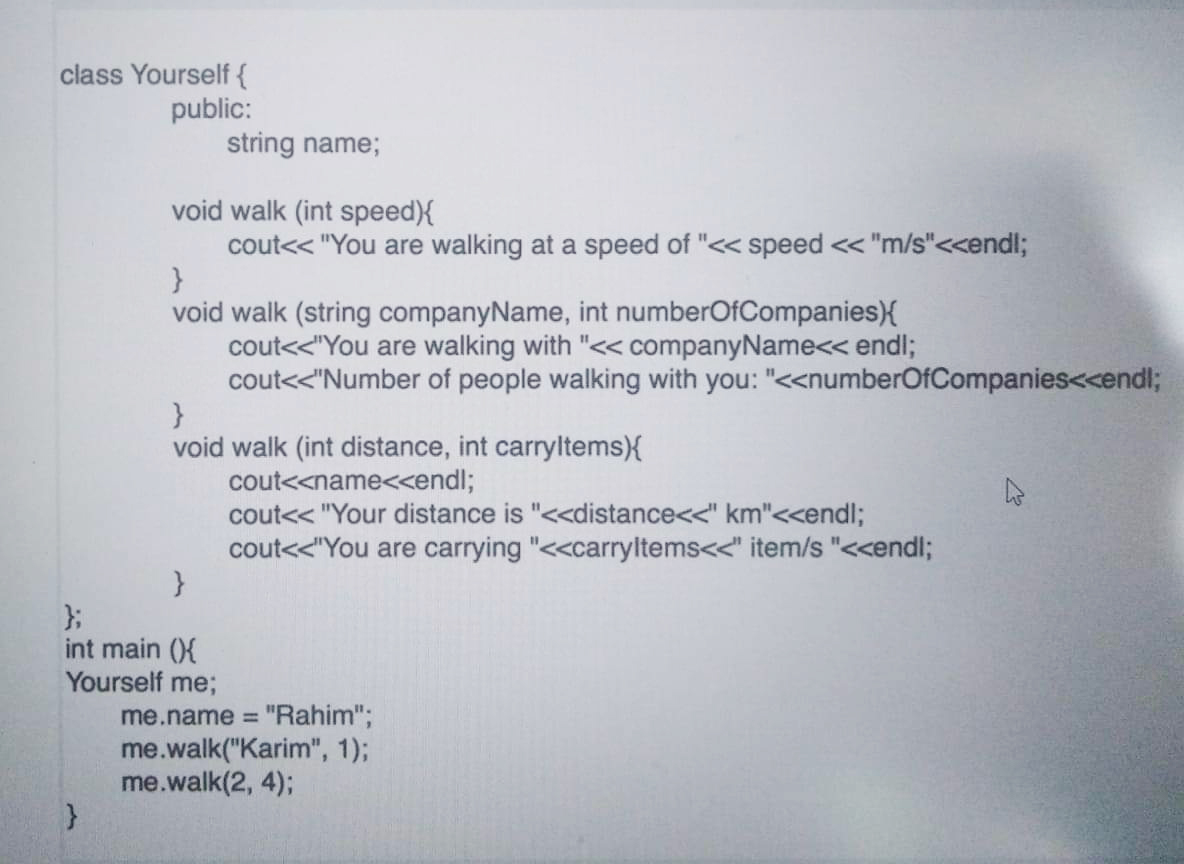 class Yourself {
public:
string name;
void walk (int speed){
cout<< "You are walking at a speed of "<< speed << "m/s"<<endl;
}
void walk (string companyName, int numberOfCompanies){
cout<<"You are walking with "<< companyName<< endl;
cout<<"Number of people walking with you: "<<numberOfCompanies<<endl;
}
void walk (int distance, int carryItems){
cout<<name<<endl;
cout<< "Your distance is "<<distance<<" km"<<endl;
cout<<"You are carrying "<<carryItems<<" item/s "<<endl;
}
};
int main (){
Yourself me;
me.name = "Rahim";
me.walk("Karim", 1);
me.walk(2, 4);
}